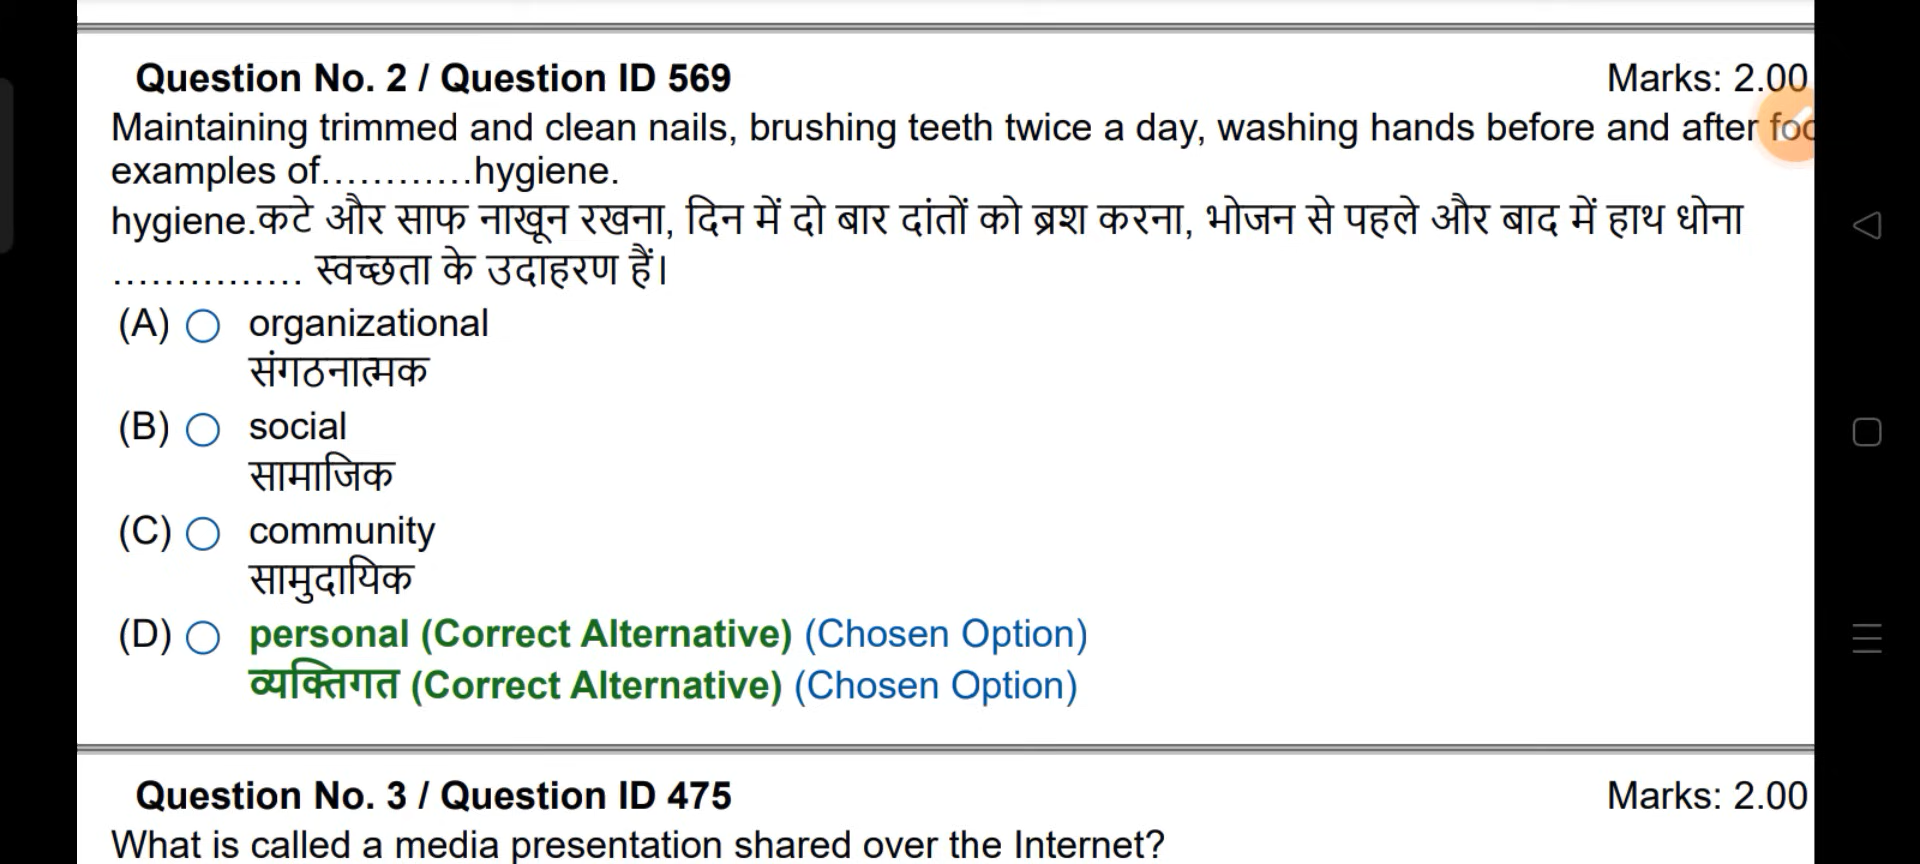 Question No. 2 / Question ID 569 Marks: 2.00
Maintaining trimmed and clean nails, brushing teeth twice a day, washing hands before and after
examples of............hygiene.
hygiene.कटे और साफ नाखून रखना, दिन में दो बार दांतों को ब्रश करना, भोजन से पहले और बाद में हाथ धोना
............... स्वच्छता के उदाहरण हैं।
(A) organizational
संगठनात्मक
(B) social
सामाजिक
(C) community
सामुदायिक
(D) personal (Correct Alternative) (Chosen Option)
व्यक्तिगत (Correct Alternative) (Chosen Option)
Question No. 3 / Question ID 475 Marks: 2.00
What is called a media presentation shared over the Internet?